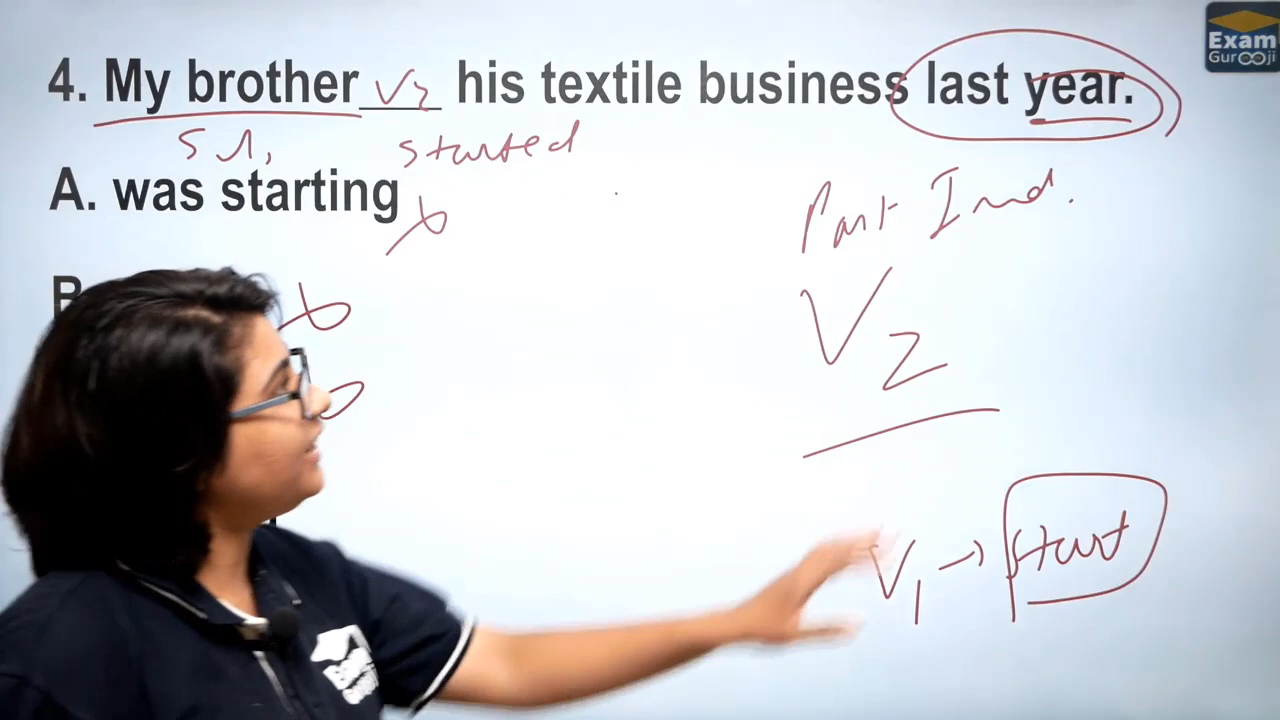 Exam
Gurooji
4. My brother V2 his textile business last year.
S started
A. was starting
Past Ind.
B
V2
V1 → start